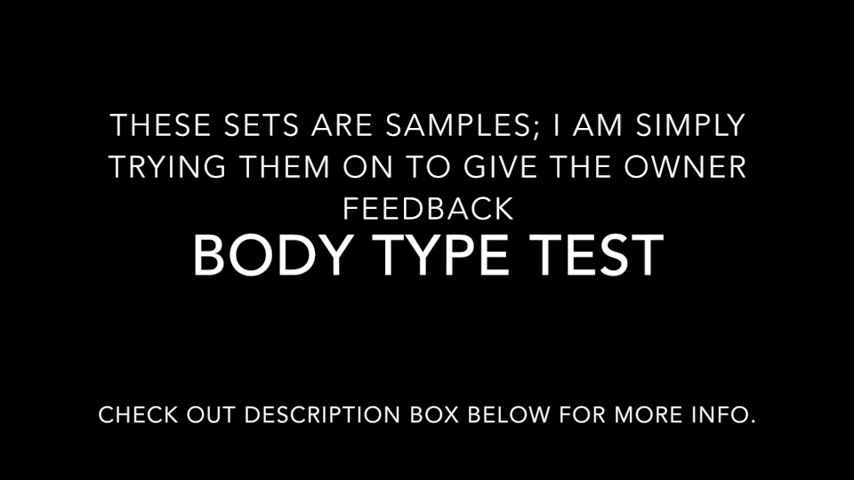 THESE SETS ARE SAMPLES; I AM SIMPLY
TRYING THEM ON TO GIVE THE OWNER
FEEDBACK
BODY TYPE TEST
CHECK OUT DESCRIPTION BOX BELOW FOR MORE INFO.